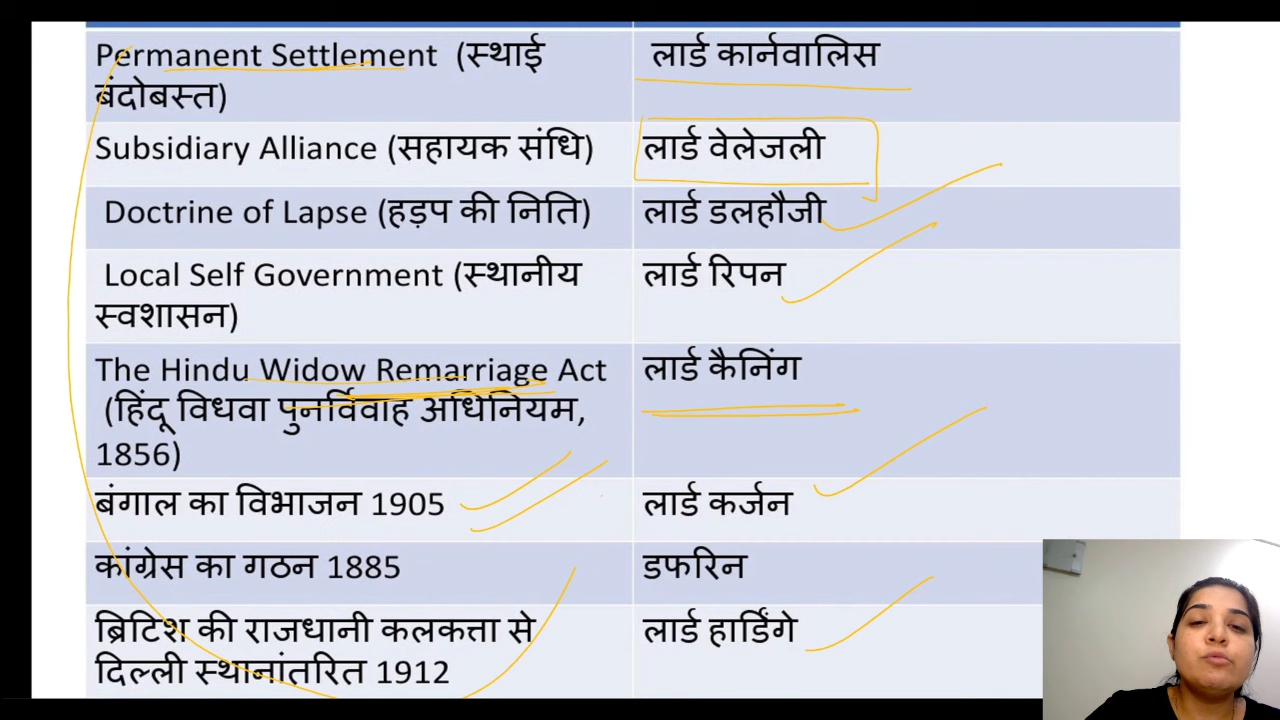 Permanent Settlement (स्थाई
बंदोबस्त)
लार्ड कार्नवालिस
Subsidiary Alliance (सहायक संधि)
लार्ड वेलेजली
Doctrine of Lapse (हड़प की निति)
लार्ड डलहौजी
Local Self Government (स्थानीय
स्वशासन)
लार्ड रिपन
The Hindu Widow Remarriage Act
(हिंदू विधवा पुनर्विवाह अधिनियम,
1856)
लार्ड कैनिंग
बंगाल का विभाजन 1905
लार्ड कर्जन
कांग्रेस का गठन 1885
डफरिन
ब्रिटिश की राजधानी कलकत्ता से
दिल्ली स्थानांतरित 1912
लार्ड हार्डिंगे